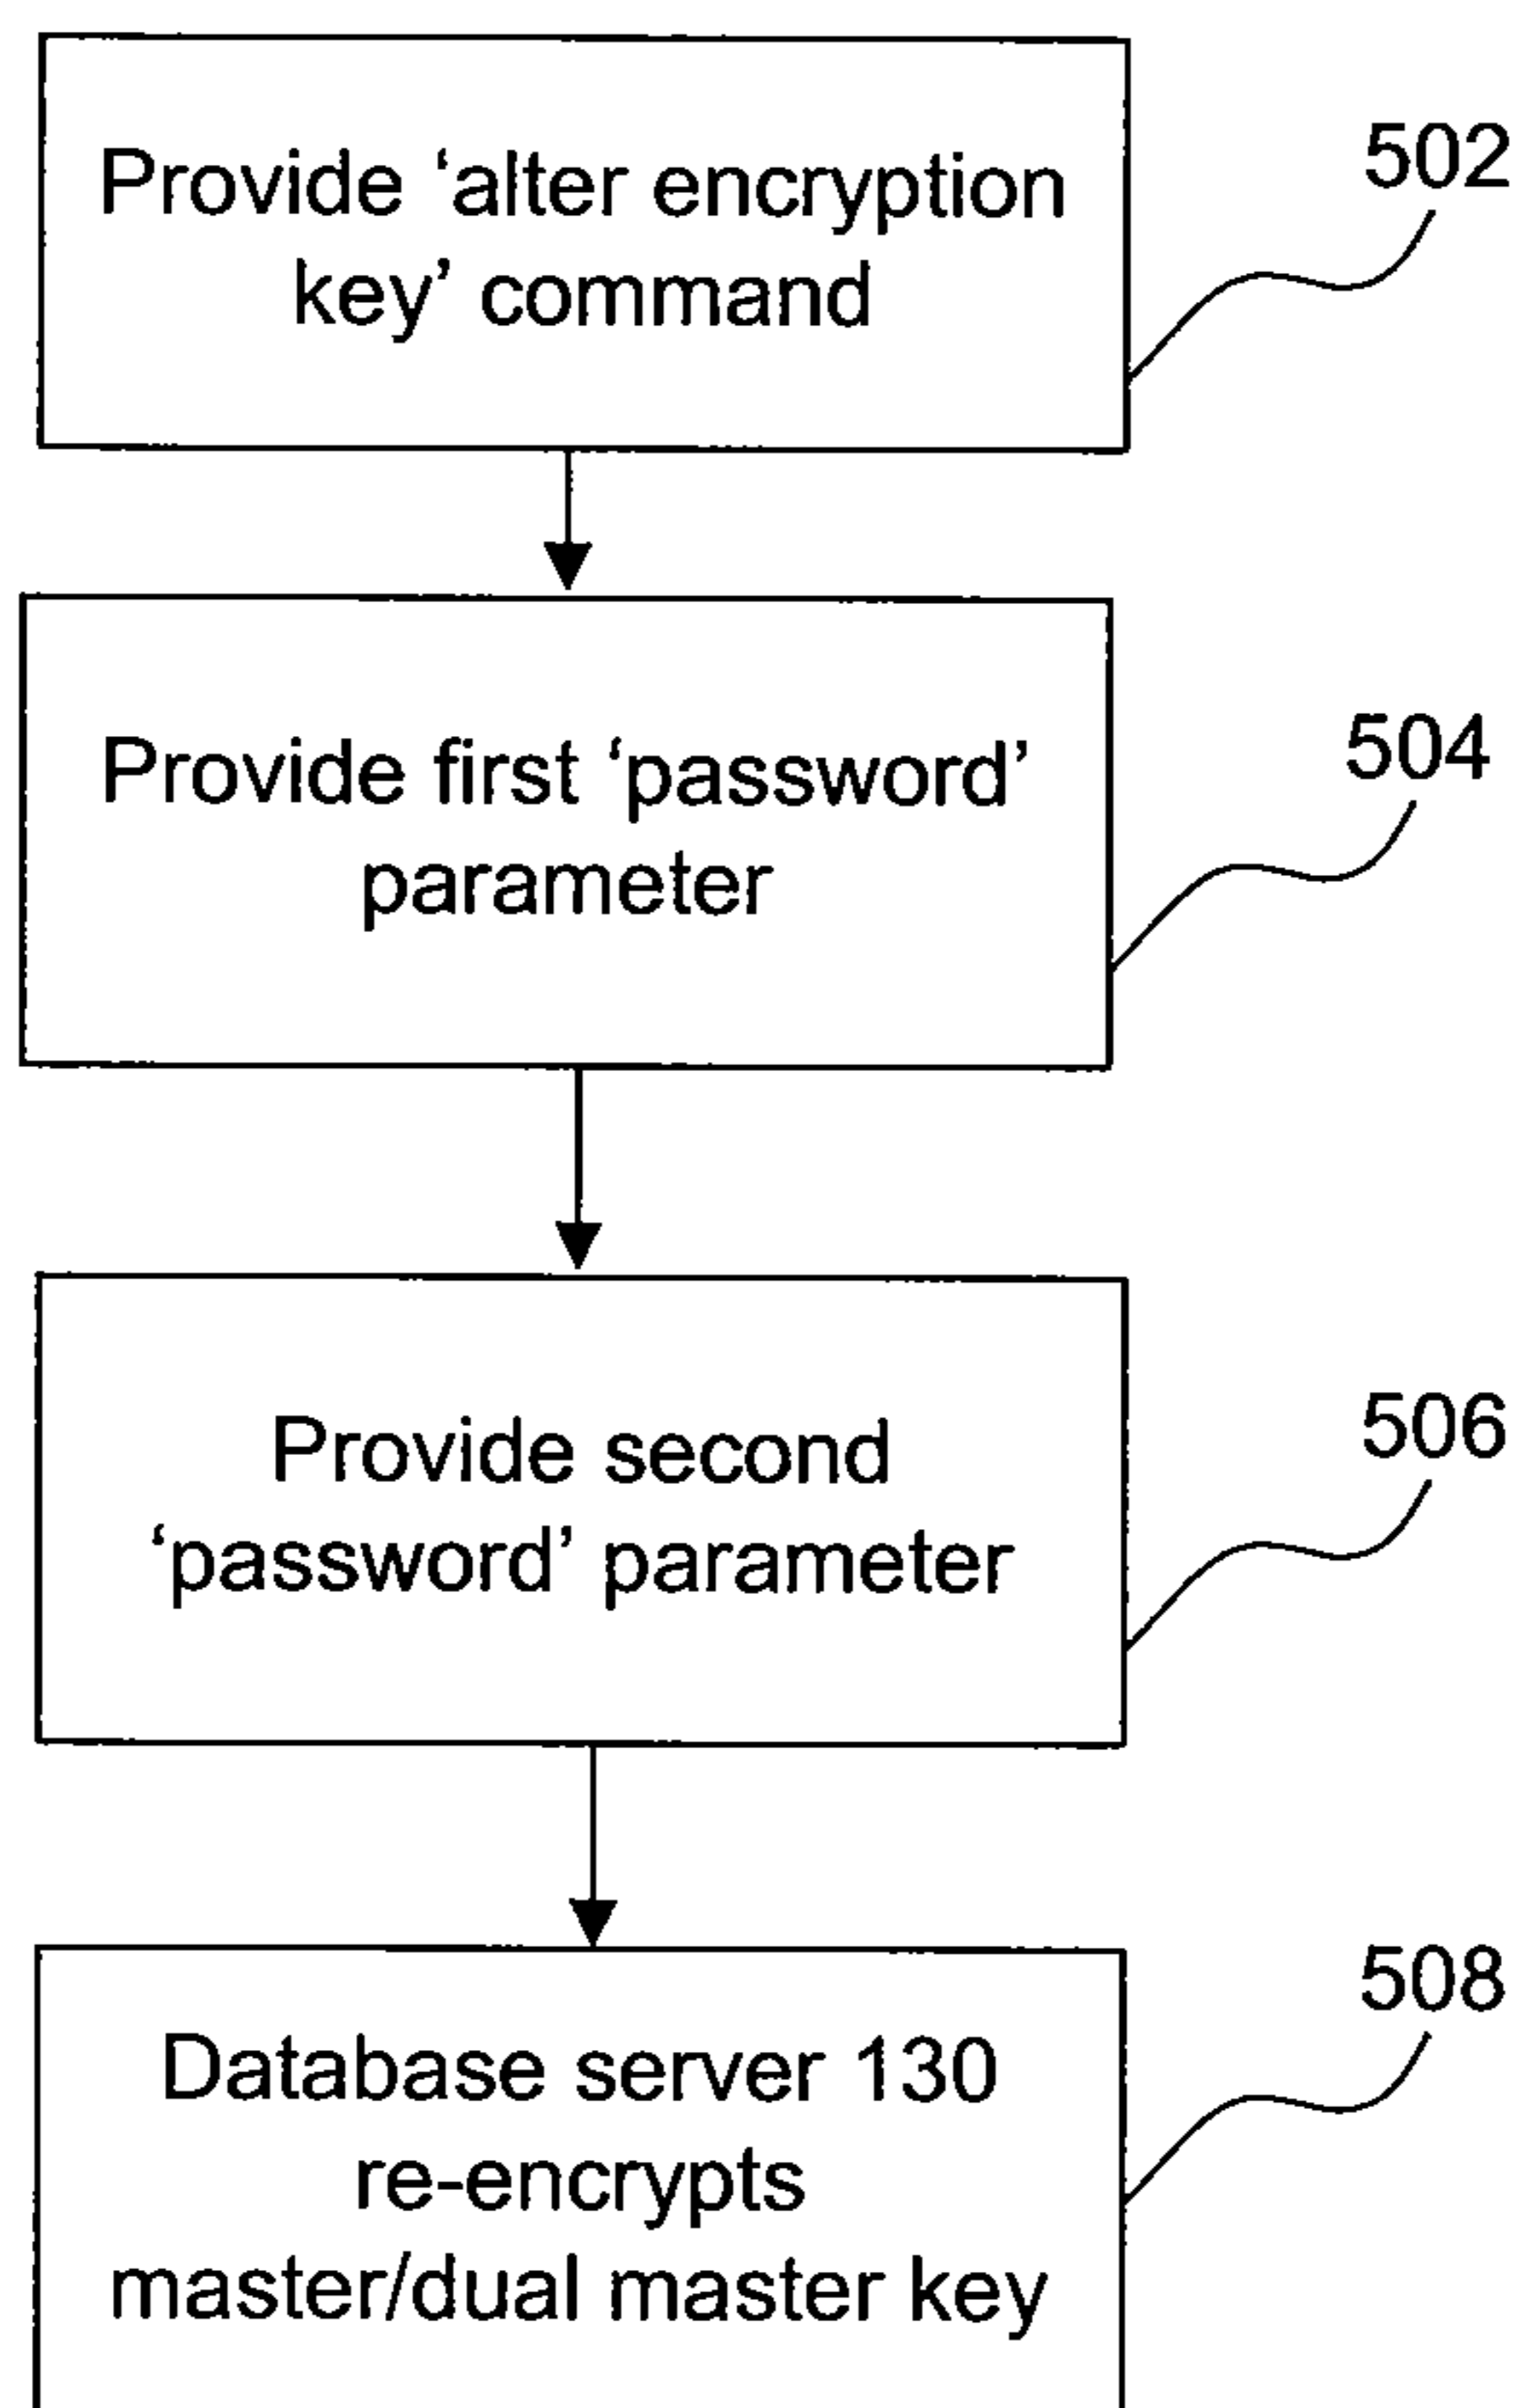 Provide ‘alter encryption
key’ command
502
Provide first ‘password’
parameter
504
Provide second
‘password’ parameter
506
Database server 130
re-encrypts
master/dual master key
508